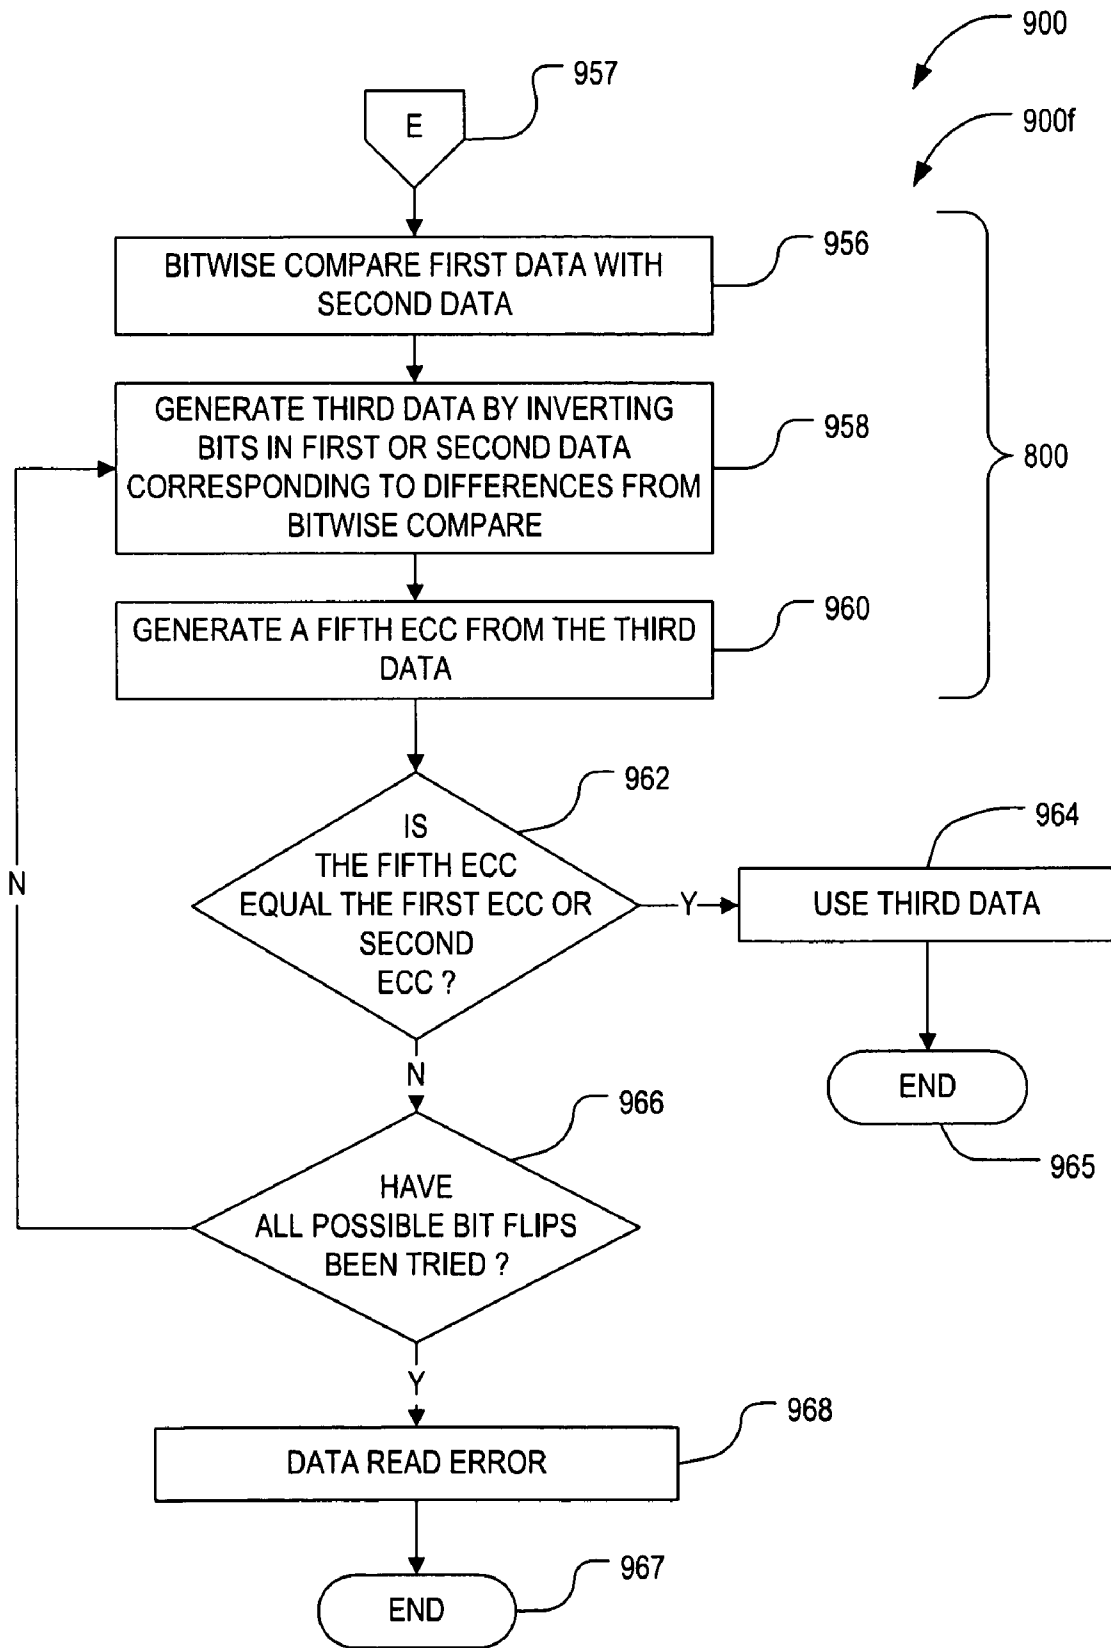 900
957
900f
E
956
BITWISE COMPARE FIRST DATA WITH
SECOND DATA
GENERATE THIRD DATA BY INVERTING
BITS IN FIRST OR SECOND DATA
CORRESPONDING TO DIFFERENCES FROM
BITWISE COMPARE
958
800
960
GENERATE A FIFTH ECC FROM THE THIRD
DATA
962
IS
THE FIFTH ECC
EQUAL THE FIRST ECC OR
SECOND
ECC ?
964
N
Y
USE THIRD DATA
N
END
965
966
HAVE
ALL POSSIBLE BIT FLIPS
BEEN TRIED ?
Y
968
DATA READ ERROR
967
END